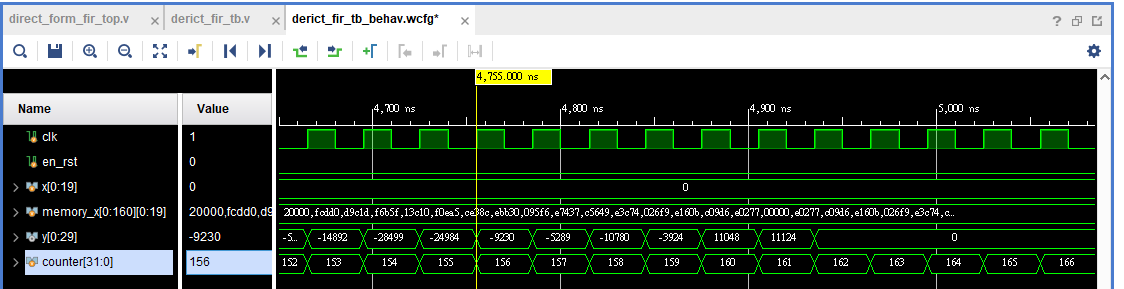 direct_form_fir_top.v × derict_fir_tb.v × derict_fir_tb_behav.wcfg* × ?
4,755.000 ns
Name Value
4,700 ns 4,800 ns 4,900 ns 5,000 ns
clk 1
en_rst 0
x[0:19] 0 0
memory_x[0:160][0:19] 20000,fcdd0,d9 20000,fcdd0,d9c1d,f6b5f,13c10,f0ea5,ce38c,ebb30,095f6,e7437,c5649,e3c74,026f9,e160b,c09d6,e0277,00000,e0277,c09d6,e160b,026f9,e3c74,c...
y[0:29] -9230 -5... -14892 -28499 -24984 -9230 -5289 -10780 -3924 11048 11124 0
counter[31:0] 156 152 153 154 155 156 157 158 159 160 161 162 163 164 165 166